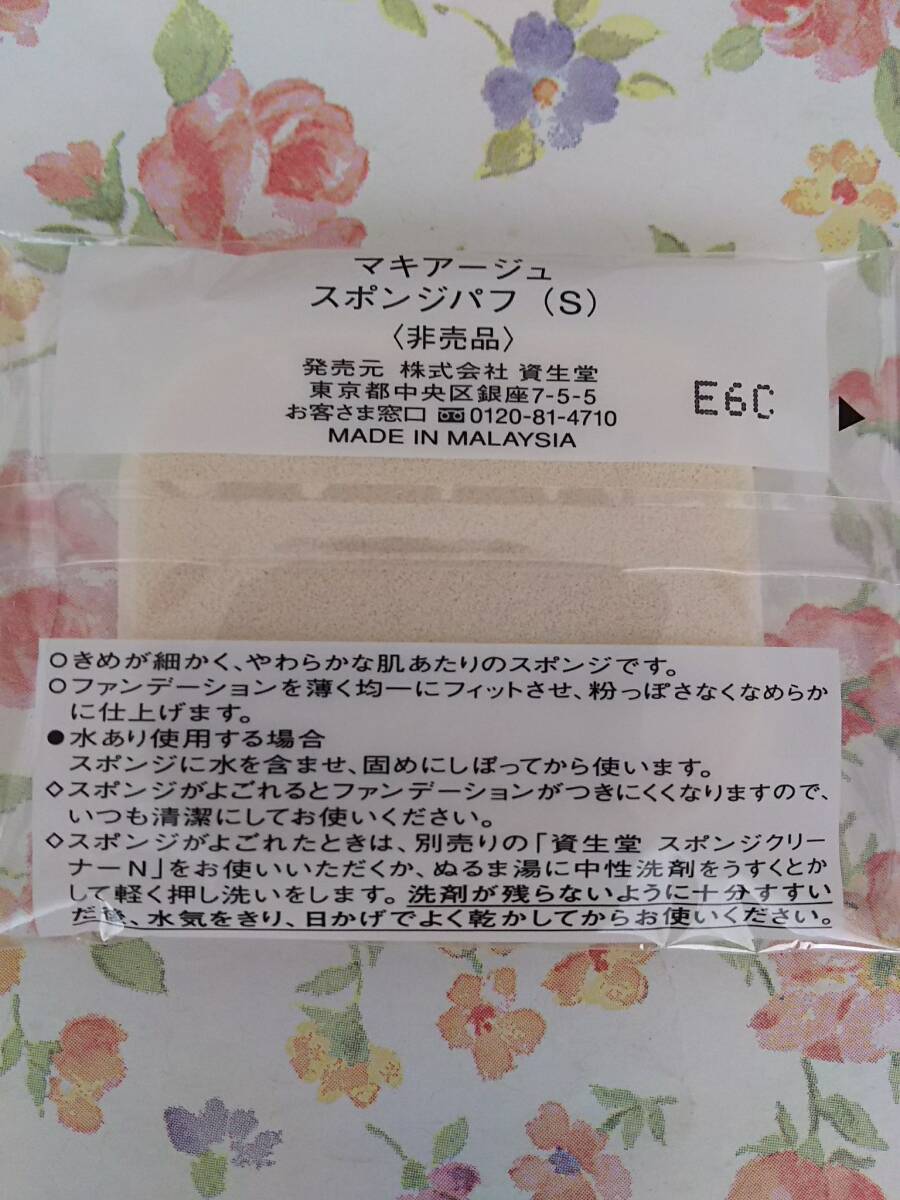 マキアージュ
スポンジパフ（S）
〈非売品〉
発売元 株式会社 資生堂
東京都中央区銀座7-5-5
お客さま窓口 0120-81-4710
MADE IN MALAYSIA
E6C
○きめが細かく、やわらかな肌あたりのスポンジです。
○ファンデーションを薄く均一にフィットさせ、粉っぽさなくなめらか
に仕上げます。
●水あり使用する場合
スポンジに水を含ませ、固めにしぼってから使います。
◇スポンジがよごれるとファンデーションがつきにくくなりますので、
いつも清潔にしてお使いください。
◇スポンジがよごれたときは、別売りの「資生堂 スポンジクリー
ナーN」をお使いいただくか、ぬるま湯に中性洗剤をうすくとか
して軽く押し洗いをします。洗剤が残らないように十分すすい
だ後、水気をきり、日かげでよく乾かしてからお使いください。